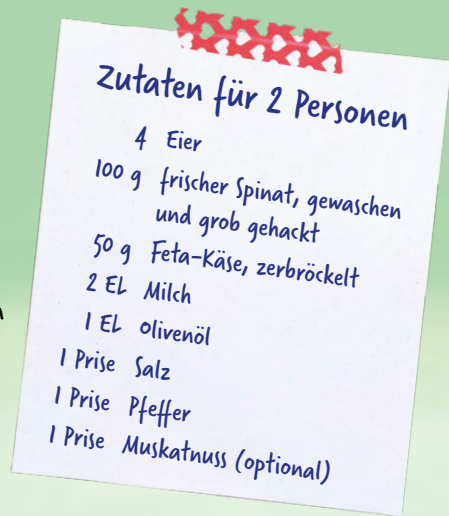 Zutaten für 2 Personen
4 Eier
100 g frischer Spinat, gewaschen
und grob gehackt
50 g Feta-Käse, zerbröckelt
2 EL Milch
1 EL Olivenöl
1 Prise Salz
1 Prise Pfeffer
1 Prise Muskatnuss (optional)